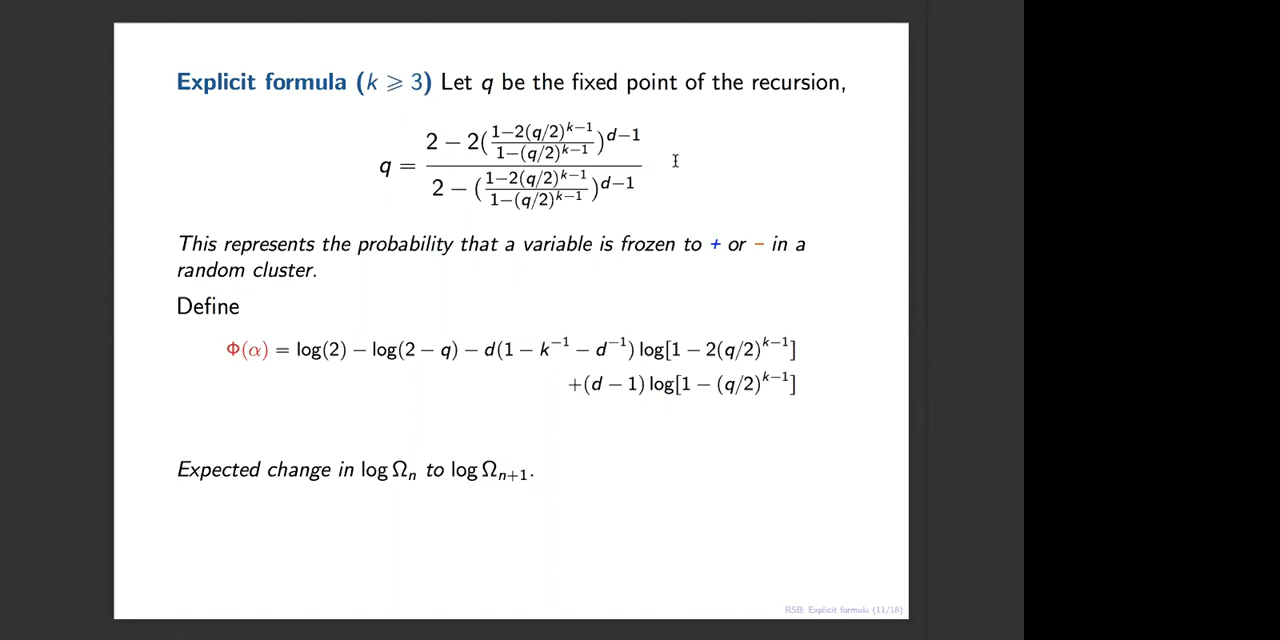 Explicit formula (k ⩾ 3) Let q be the fixed point of the recursion,
q = \frac{2 - 2(\frac{1-2(q/2)^{k-1}}{1-(q/2)^{k-1}})^{d-1}}{2 - (\frac{1-2(q/2)^{k-1}}{1-(q/2)^{k-1}})^{d-1}}
This represents the probability that a variable is frozen to + or − in a
random cluster.
Define
Φ(α) = log(2) − log(2 − q) − d(1 − k^{−1} − d^{−1}) log[1 − 2(q/2)^{k−1}]
+(d − 1) log[1 − (q/2)^{k−1}]
Expected change in log Ω_n to log Ω_{n+1}.
RSB: Explicit formula (11/18)